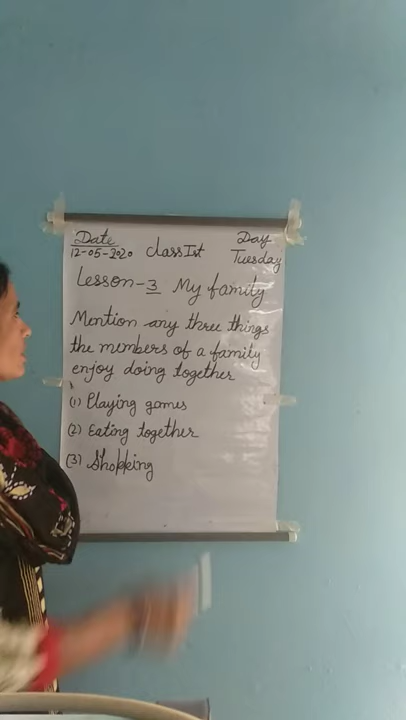 Date Day
12-05-2020 Class Ist Tuesday
Lesson-3 My family
Mention any three things
the members of a family
enjoy doing together
(1) Playing games
(2) Eating together
(3) Shopping